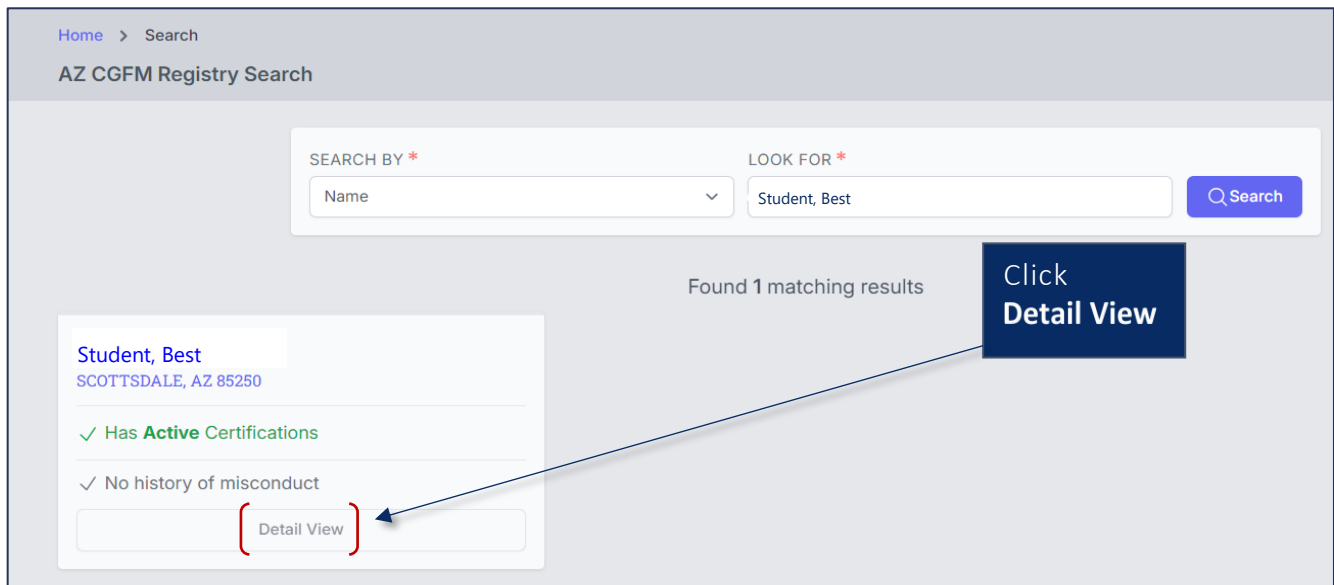 Home > Search
AZ CGFM Registry Search
SEARCH BY *
LOOK FOR *
Name
Student, Best
Search
Found 1 matching results
Click
Detail View
Student, Best
SCOTTSDALE, AZ 85250
Has Active Certifications
No history of misconduct
Detail View